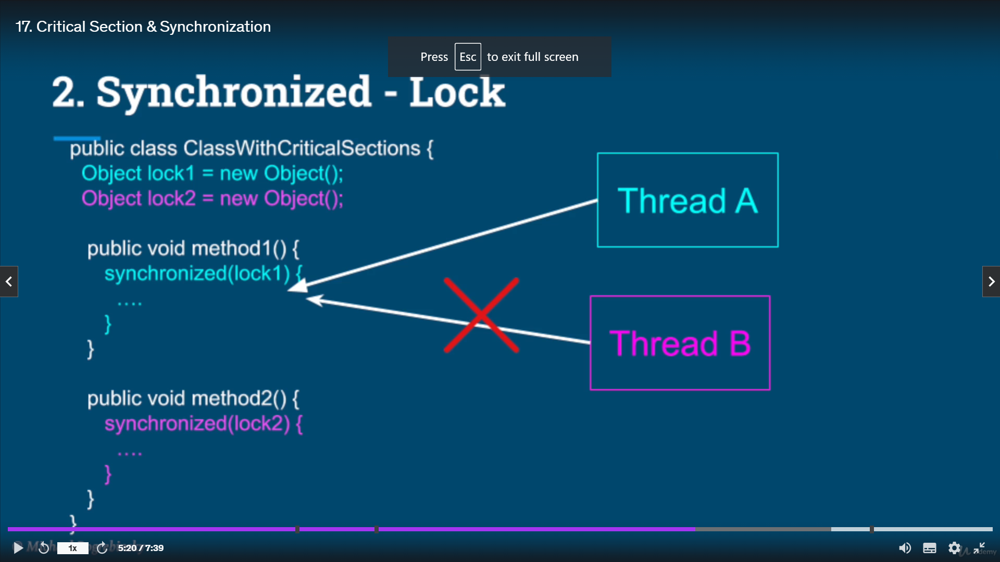 17. Critical Section & Synchronization
Press Esc to exit full screen
2. Synchronized - Lock
public class ClassWithCriticalSections {
Object lock1 = new Object();
Object lock2 = new Object();
public void method1() {
synchronized(lock1) {
....
}
}
public void method2() {
synchronized(lock2) {
....
}
}
}
Thread A
Thread B
1x
5:20 / 7:39